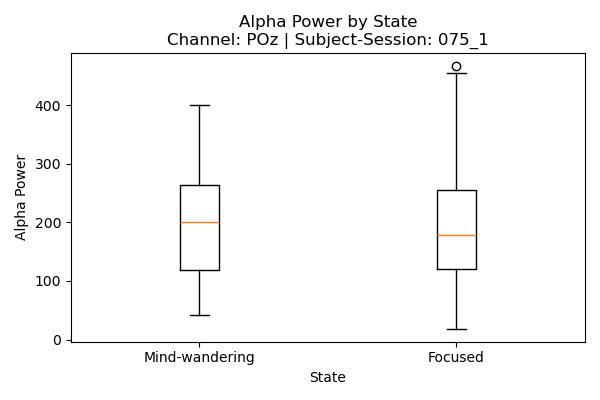 Alpha Power by State
Channel: POz | Subject-Session: 075_1
Alpha Power
400
300
200
100
0
Mind-wandering
Focused
State